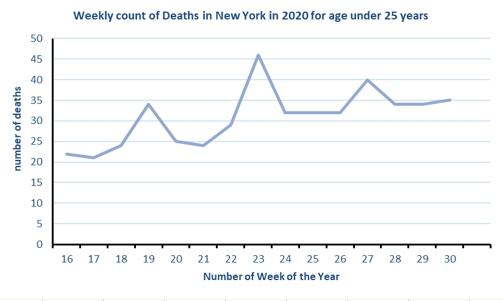 Weekly count of Deaths in New York in 2020 for age under 25 years
number of deaths
50
45
40
35
30
25
20
15
10
5
0
16 17 18 19 20 21 22 23 24 25 26 27 28 29 30
Number of Week of the Year